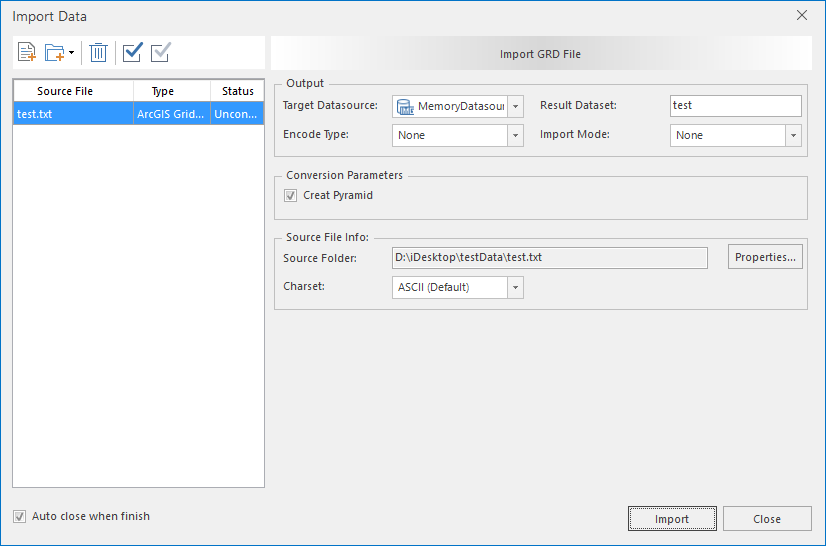 Import Data
Import GRD File
Source File Type Status
test.txt ArcGIS Grid... Uncon...
Output
Target Datasource: MemoryDatasour Result Dataset: test
Encode Type: None Import Mode: None
Conversion Parameters
Creat Pyramid
Source File Info:
Source Folder: D:\iDesktop\testData\test.txt Properties...
Charset: ASCII (Default)
Auto close when finish Import Close